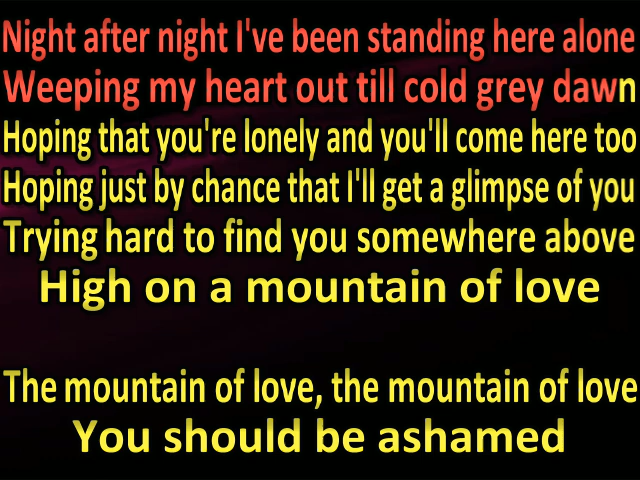 Night after night I've been standing here alone
Weeping my heart out till cold grey dawn
Hoping that you're lonely and you'll come here too
Hoping just by chance that I'll get a glimpse of you
Trying hard to find you somewhere above
High on a mountain of love
The mountain of love, the mountain of love
You should be ashamed